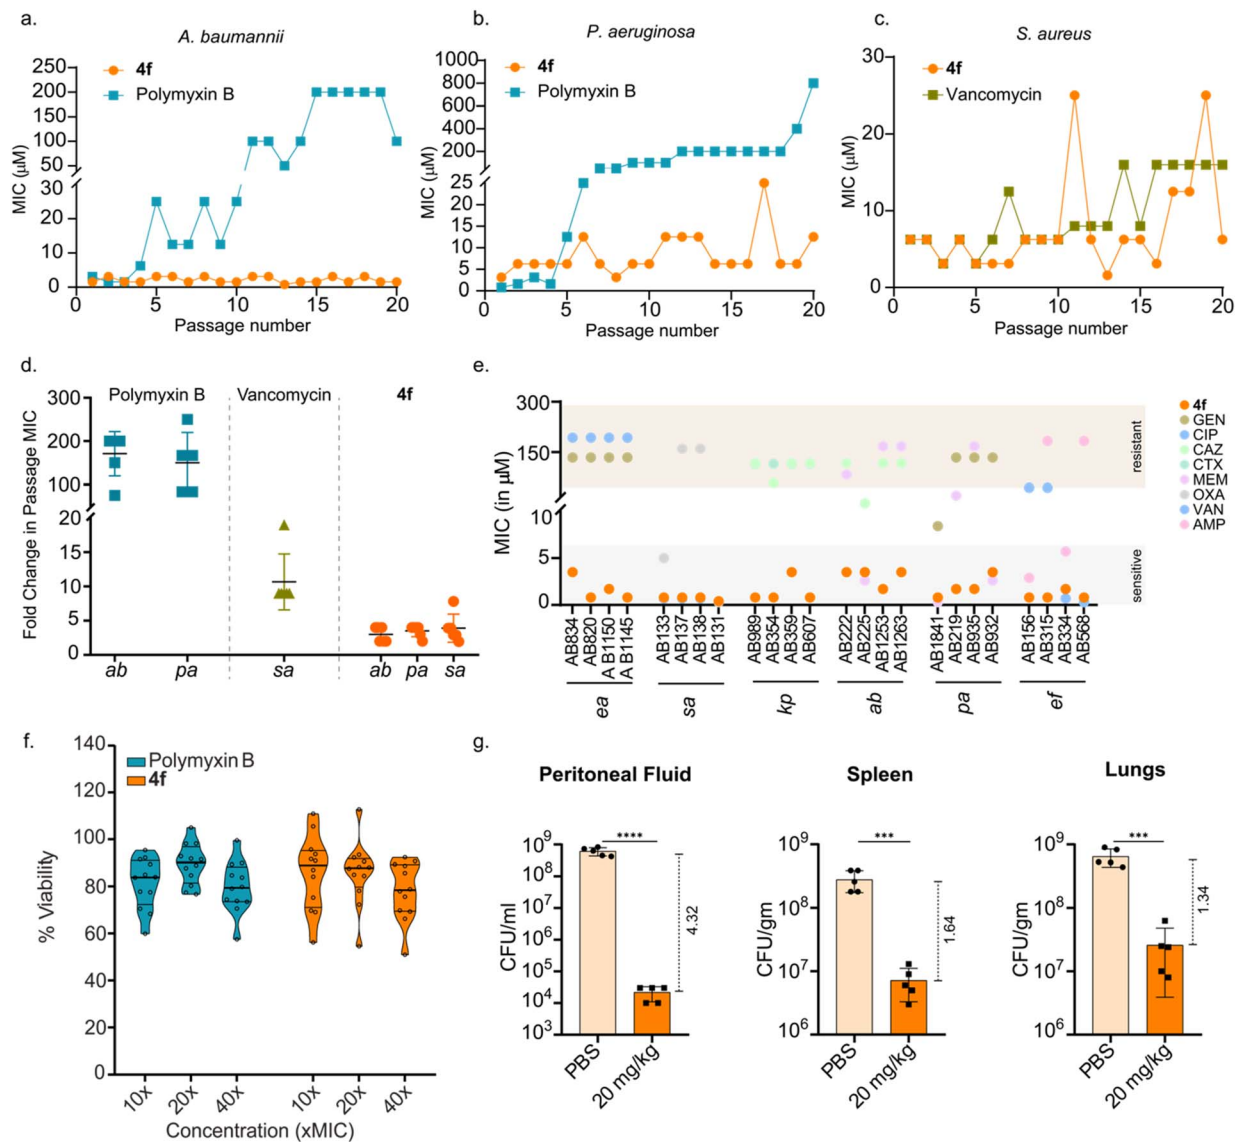 a.
A. baumannii
4f
Polymyxin B
MIC (μM)
250
200
150
100
50
30
20
10
0
0
5
10
15
20
Passage number
b.
P. aeruginosa
4f
Polymyxin B
MIC (μM)
1000
800
600
400
200
25
20
15
10
5
0
0
5
10
15
20
Passage number
c.
S. aureus
4f
Vancomycin
MIC (μM)
30
20
10
0
0
5
10
15
20
Passage number
d.
Polymyxin B
Vancomycin
4f
Fold Change in Passage MIC
300
200
100
20
15
10
5
0
ab
pa
sa
ab
pa
sa
e.
MIC (in μM)
300
150
10
5
0
resistant
sensitive
4f
GEN
CIP
CAZ
CTX
MEM
OXA
VAN
AMP
AB834
AB820
A B1150
A B1145
AB133
AB137
AB138
AB131
AB989
AB354
AB359
AB607
AB222
AB225
AB1253
AB1263
AB1841
AB219
AB935
AB932
AB156
AB315
AB334
AB568
ea
sa
kp
ab
pa
ef
f.
Polymyxin B
4f
% Viability
140
120
100
80
60
40
20
0
10x
20x
40x
10x
20x
40x
Concentration (xMIC)
g.
Peritoneal Fluid
CFU/ml
10⁹
10⁸
10⁷
10⁶
10⁵
10⁴
10³
****
4.32
PBS
20 mg/kg
Spleen
CFU/gm
10⁹
10⁸
10⁷
10⁶
***
1.64
PBS
20 mg/kg
Lungs
CFU/gm
10⁹
10⁸
10⁷
10⁶
***
1.34
PBS
20 mg/kg